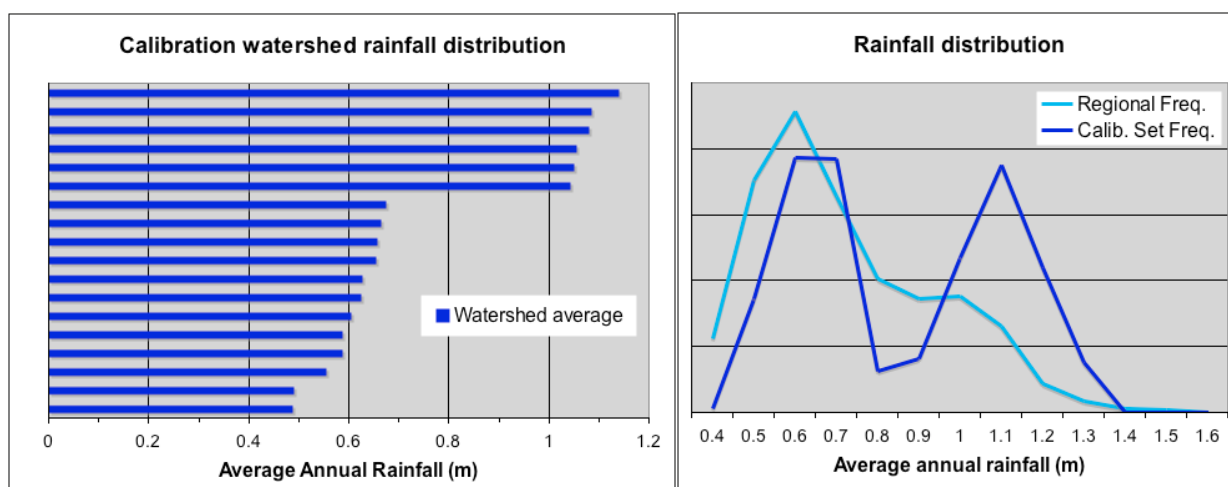 Calibration watershed rainfall distribution
Watershed average
0 0.2 0.4 0.6 0.8 1 1.2
Average Annual Rainfall (m)
Rainfall distribution
Regional Freq.
Calib. Set Freq.
0.4 0.5 0.6 0.7 0.8 0.9 1 1.1 1.2 1.3 1.4 1.5 1.6
Average annual rainfall (m)